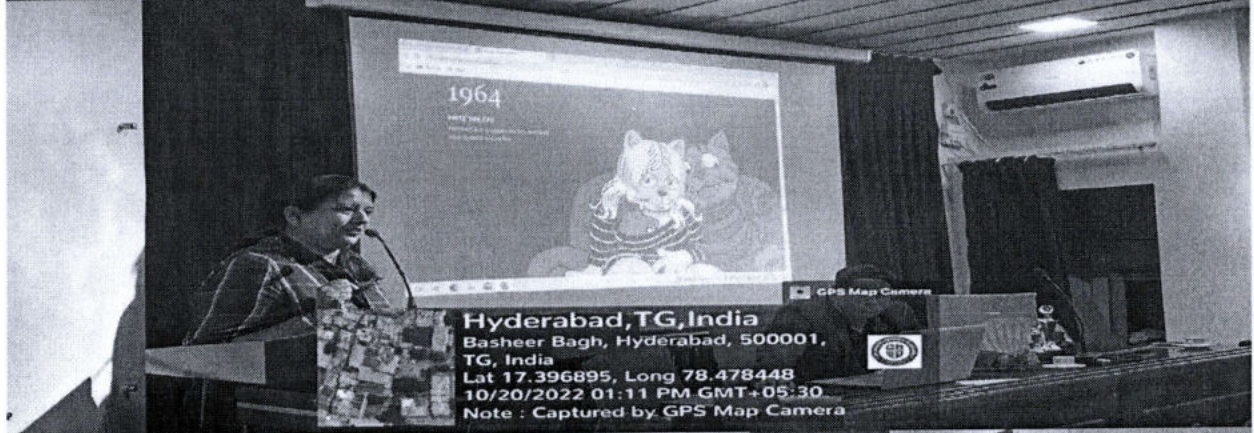 1964
GPS Map Camera
Hyderabad,TG,India
Basheer Bagh, Hyderabad, 500001,
TG, India
Lat 17.396895, Long 78.478448
10/20/2022 01:11 PM GMT+05:30
Note : Captured by GPS Map Camera